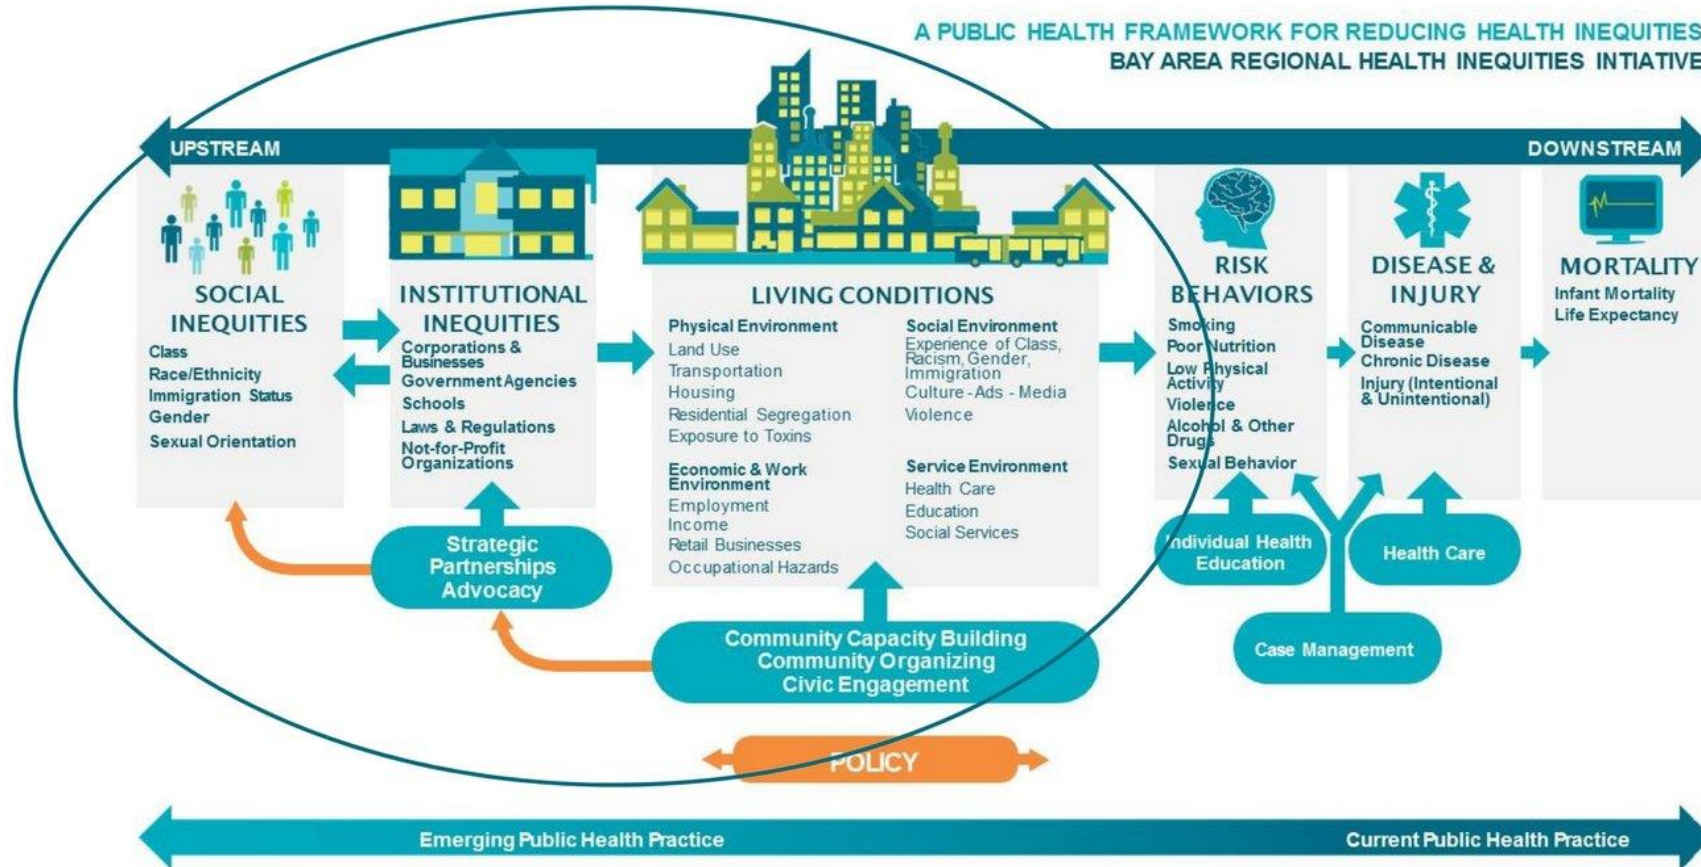 A PUBLIC HEALTH FRAMEWORK FOR REDUCING HEALTH INEQUITIES
BAY AREA REGIONAL HEALTH INEQUITIES INTIATIVE
UPSTREAM
DOWNSTREAM
SOCIAL
INEQUITIES
Class
Race/Ethnicity
Immigration Status
Gender
Sexual Orientation
INSTITUTIONAL
INEQUITIES
Corporations &
Businesses
Government Agencies
Schools
Laws & Regulations
Not-for-Profit
Organizations
LIVING CONDITIONS
Physical Environment
Land Use
Transportation
Housing
Residential Segregation
Exposure to Toxins
Economic & Work
Environment
Employment
Income
Retail Businesses
Occupational Hazards
Social Environment
Experience of Class,
Racism, Gender,
Immigration
Culture - Ads - Media
Violence
Service Environment
Health Care
Education
Social Services
RISK
BEHAVIORS
Smoking
Poor Nutrition
Low Physical
Activity
Violence
Alcohol & Other
Drugs
Sexual Behavior
DISEASE &
INJURY
Communicable
Disease
Chronic Disease
Injury (Intentional
& Unintentional)
MORTALITY
Infant Mortality
Life Expectancy
Strategic
Partnerships
Advocacy
Community Capacity Building
Community Organizing
Civic Engagement
Individual Health
Education
Health Care
Case Management
POLICY
Emerging Public Health Practice
Current Public Health Practice